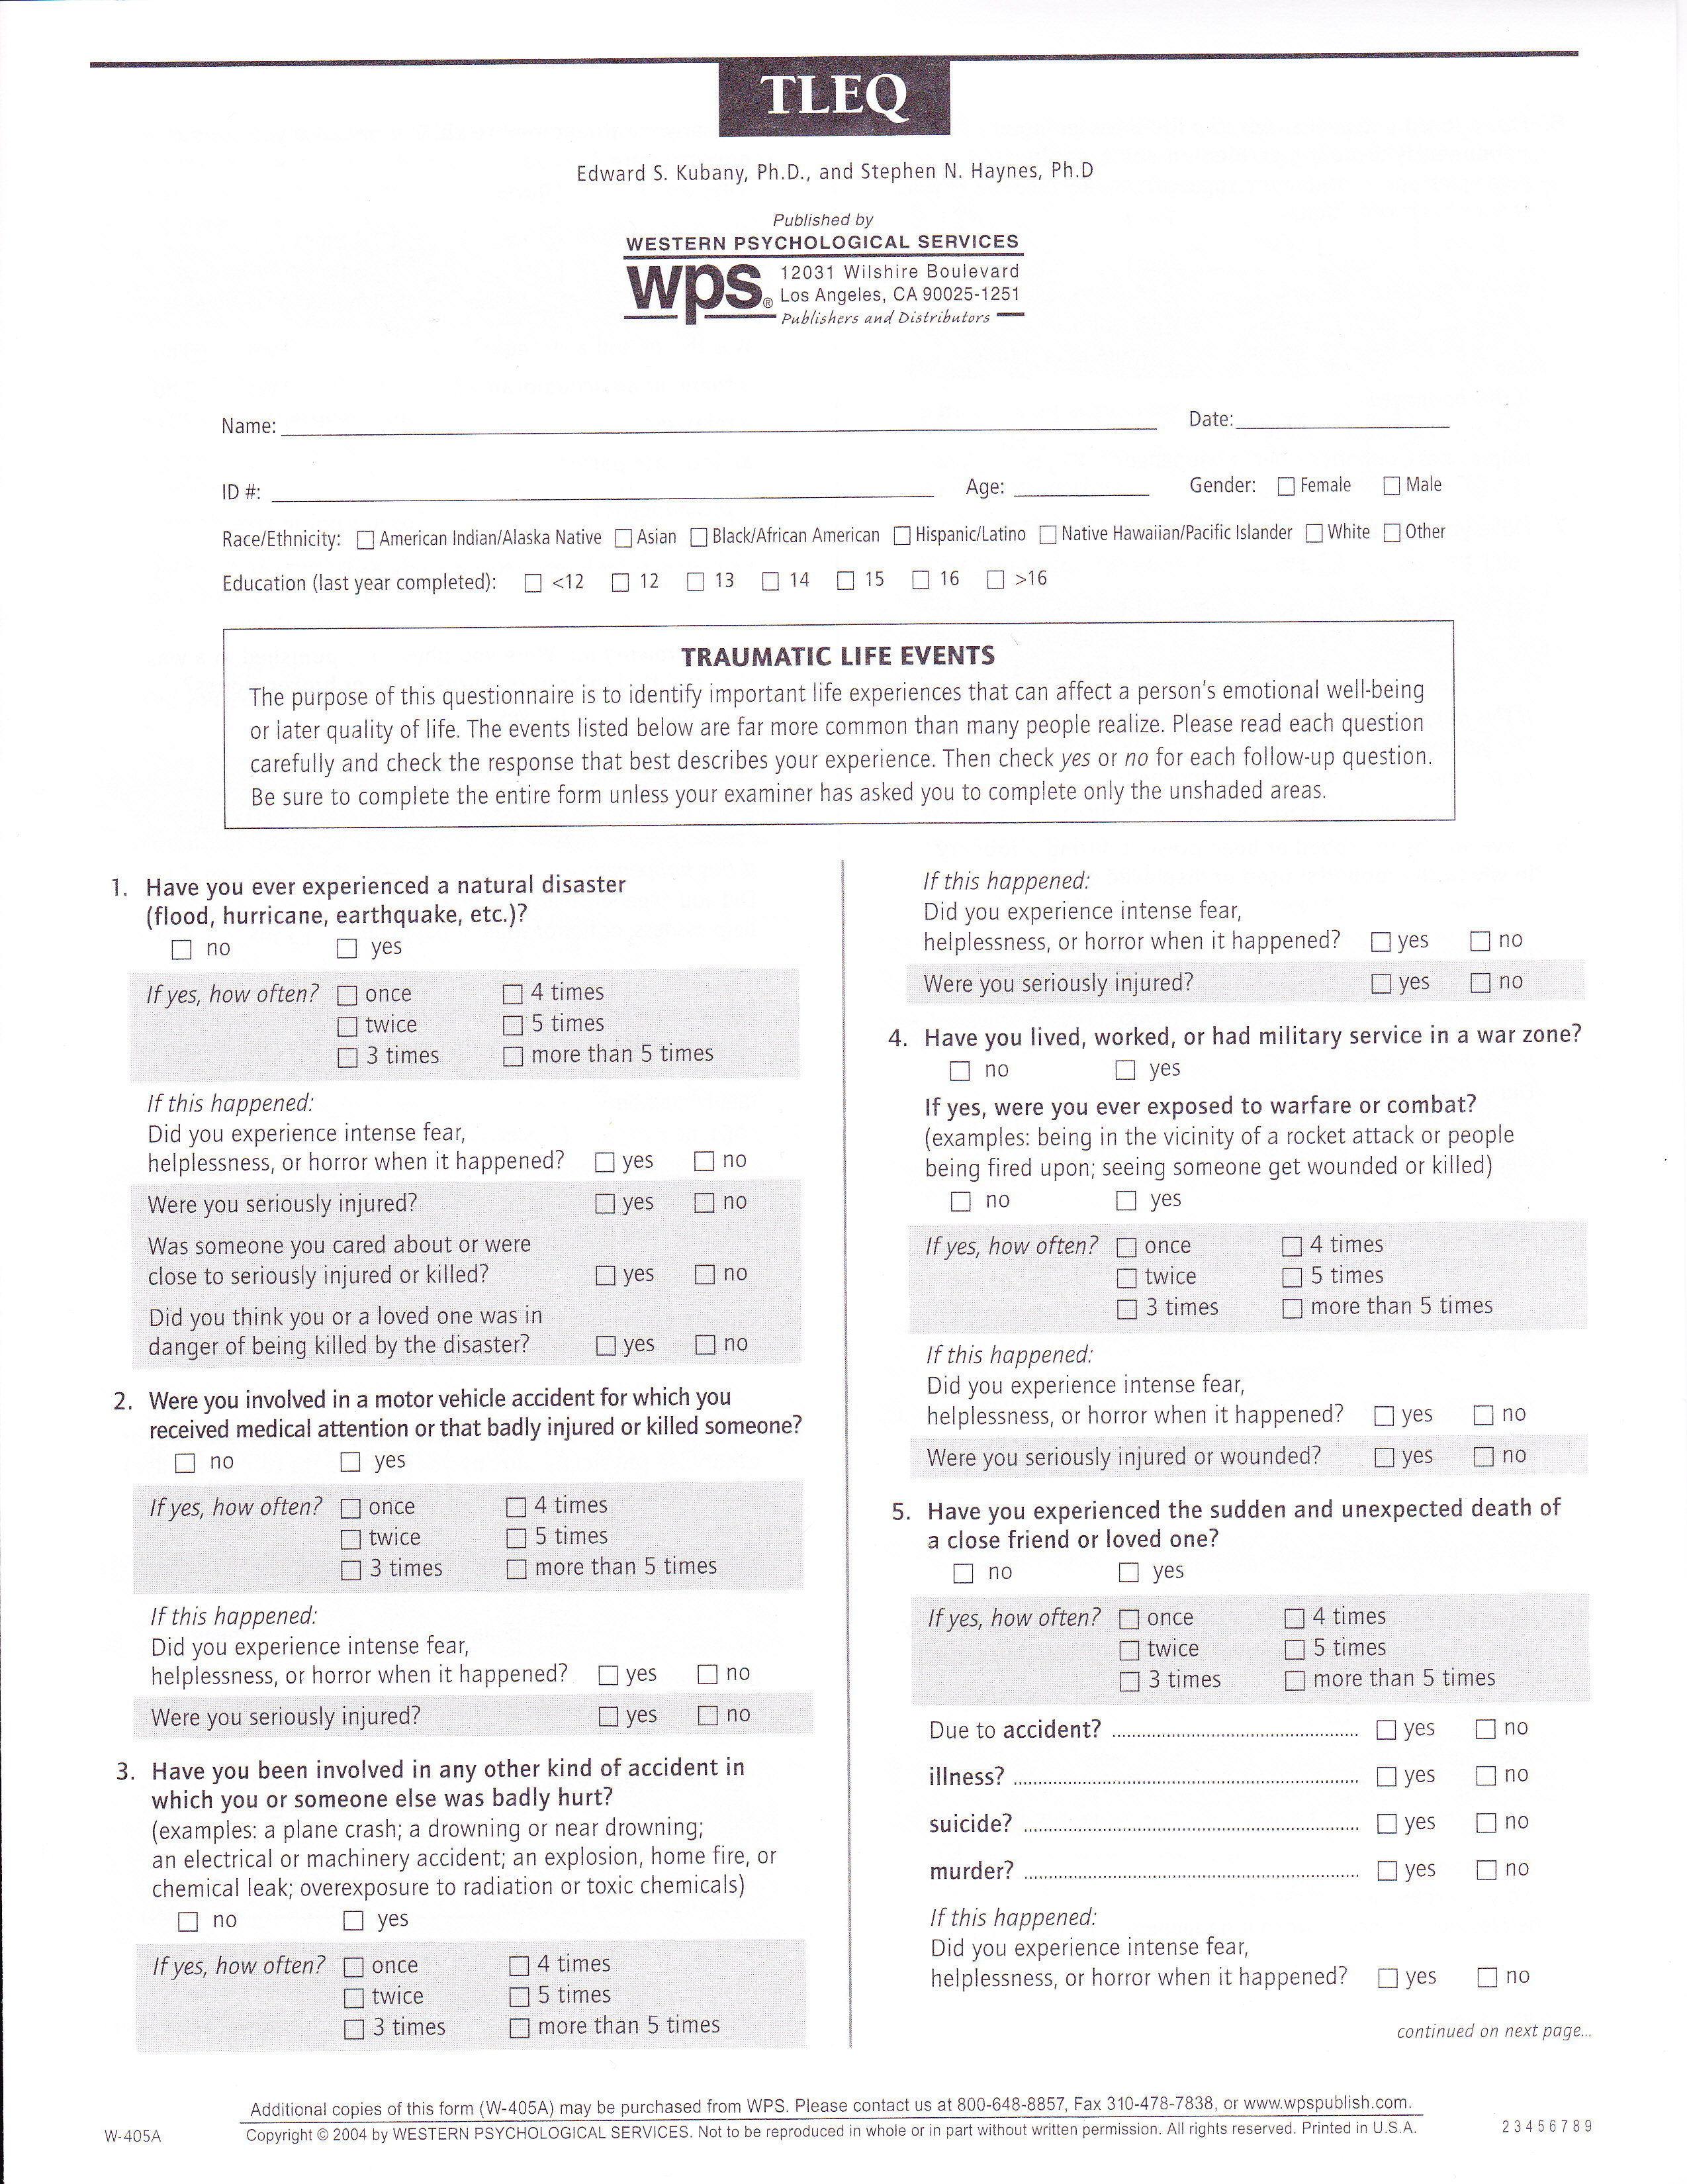 TLEQ
Edward S. Kubany, Ph.D., and Stephen N. Haynes, Ph.D
Published by
WESTERN PSYCHOLOGICAL SERVICES
wps®
12031 Wilshire Boulevard
Los Angeles, CA 90025-1251
Publishers and Distributors
Name: Date:
ID #: Age: Gender: Female Male
Race/Ethnicity: American Indian/Alaska Native Asian Black/African American Hispanic/Latino Native Hawaiian/Pacific Islander White Other
Education (last year completed): <12 12 13 14 15 16 >16
TRAUMATIC LIFE EVENTS
The purpose of this questionnaire is to identify important life experiences that can affect a person's emotional well-being
or later quality of life. The events listed below are far more common than many people realize. Please read each question
carefully and check the response that best describes your experience. Then check yes or no for each follow-up question.
Be sure to complete the entire form unless your examiner has asked you to complete only the unshaded areas.
1. Have you ever experienced a natural disaster
(flood, hurricane, earthquake, etc.)?
no yes
If yes, how often? once 4 times
twice 5 times
3 times more than 5 times
If this happened:
Did you experience intense fear,
helplessness, or horror when it happened? yes no
Were you seriously injured? yes no
Was someone you cared about or were
close to seriously injured or killed? yes no
Did you think you or a loved one was in
danger of being killed by the disaster? yes no
2. Were you involved in a motor vehicle accident for which you
received medical attention or that badly injured or killed someone?
no yes
If yes, how often? once 4 times
twice 5 times
3 times more than 5 times
If this happened:
Did you experience intense fear,
helplessness, or horror when it happened? yes no
Were you seriously injured? yes no
3. Have you been involved in any other kind of accident in
which you or someone else was badly hurt?
(examples: a plane crash; a drowning or near drowning;
an electrical or machinery accident; an explosion, home fire, or
chemical leak; overexposure to radiation or toxic chemicals)
no yes
If yes, how often? once 4 times
twice 5 times
3 times more than 5 times
If this happened:
Did you experience intense fear,
helplessness, or horror when it happened? yes no
Were you seriously injured? yes no
4. Have you lived, worked, or had military service in a war zone?
no yes
If yes, were you ever exposed to warfare or combat?
(examples: being in the vicinity of a rocket attack or people
being fired upon; seeing someone get wounded or killed)
no yes
If yes, how often? once 4 times
twice 5 times
3 times more than 5 times
If this happened:
Did you experience intense fear,
helplessness, or horror when it happened? yes no
Were you seriously injured or wounded? yes no
5. Have you experienced the sudden and unexpected death of
a close friend or loved one?
no yes
If yes, how often? once 4 times
twice 5 times
3 times more than 5 times
Due to accident? yes no
illness? yes no
suicide? yes no
murder? yes no
If this happened:
Did you experience intense fear,
helplessness, or horror when it happened? yes no
continued on next page...
Additional copies of this form (W-405A) may be purchased from WPS. Please contact us at 800-648-8857, Fax 310-478-7838, or www.wpspublish.com.
W-405A Copyright © 2004 by WESTERN PSYCHOLOGICAL SERVICES. Not to be reproduced in whole or in part without written permission. All rights reserved. Printed in U.S.A. 2 3 4 5 6 7 8 9